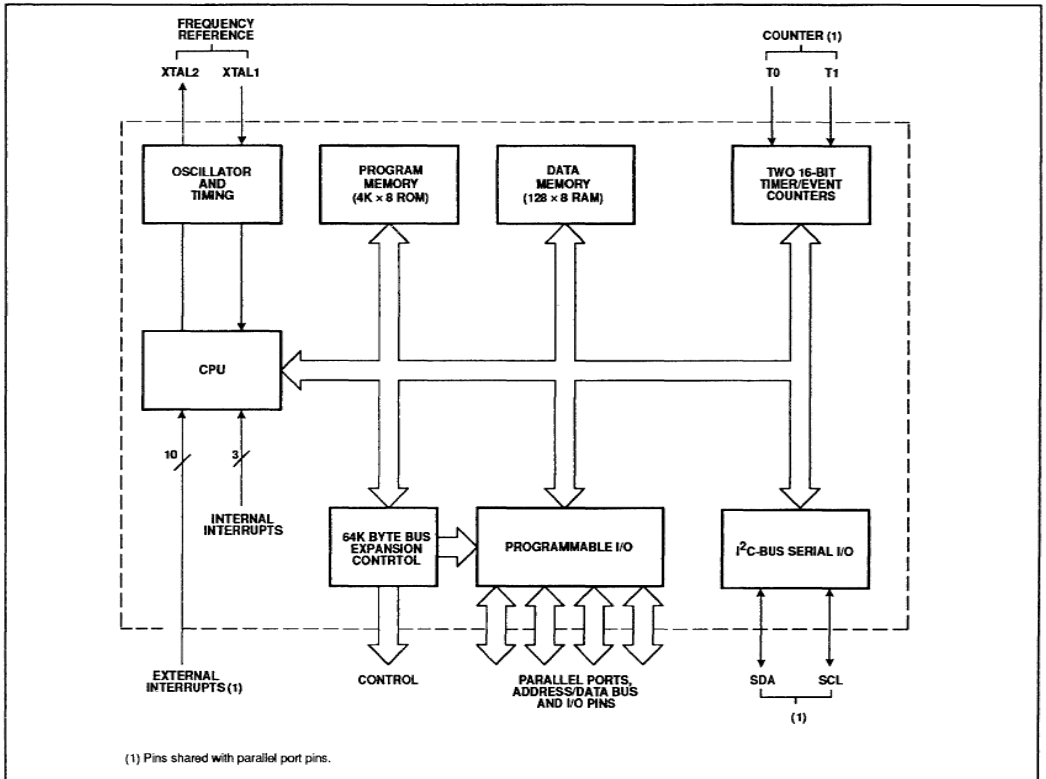 FREQUENCY
REFERENCE
XTAL2 XTAL1
COUNTER (1)
T0 T1
OSCILLATOR
AND
TIMING
PROGRAM
MEMORY
(4K × 8 ROM)
DATA
MEMORY
(128 × 8 RAM)
TWO 16-BIT
TIMER/EVENT
COUNTERS
CPU
10
3
INTERNAL
INTERRUPTS
64K BYTE BUS
EXPANSION
CONTRTOL
PROGRAMMABLE I/O
I²C-BUS SERIAL I/O
EXTERNAL
INTERRUPTS (1)
CONTROL
PARALLEL PORTS,
ADDRESS/DATA BUS
AND I/O PINS
SDA SCL
(1)
(1) Pins shared with parallel port pins.